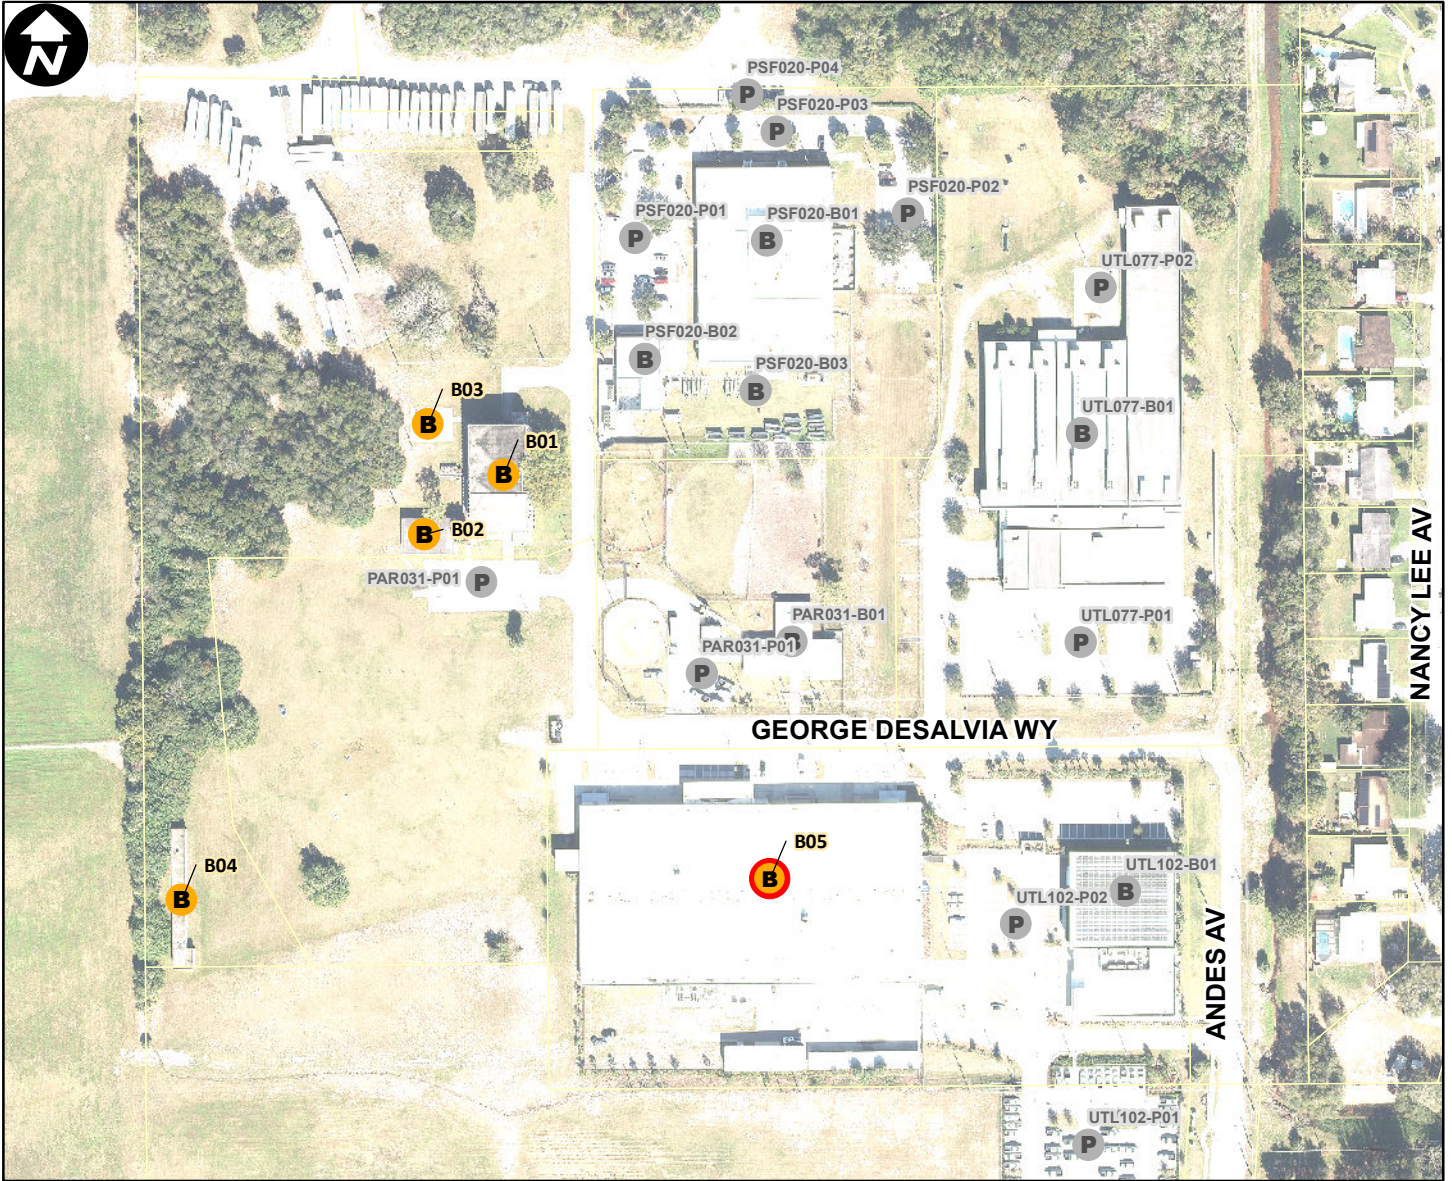 N
PSF020-P04
P
PSF020-P03
P
PSF020-P02
P
PSF020-P01
P
PSF020-B01
B
UTL077-P02
P
PSF020-B02
B
PSF020-B03
B
B03
B
UTL077-B01
B
B01
B
B02
B
PAR031-P01
P
PAR031-B01
B
PAR031-P01
P
UTL077-P01
P
NANCY LEE AV
GEORGE DESALVIA WY
B05
B
B04
B
UTL102-B01
B
UTL102-P02
P
ANDES AV
UTL102-P01
P